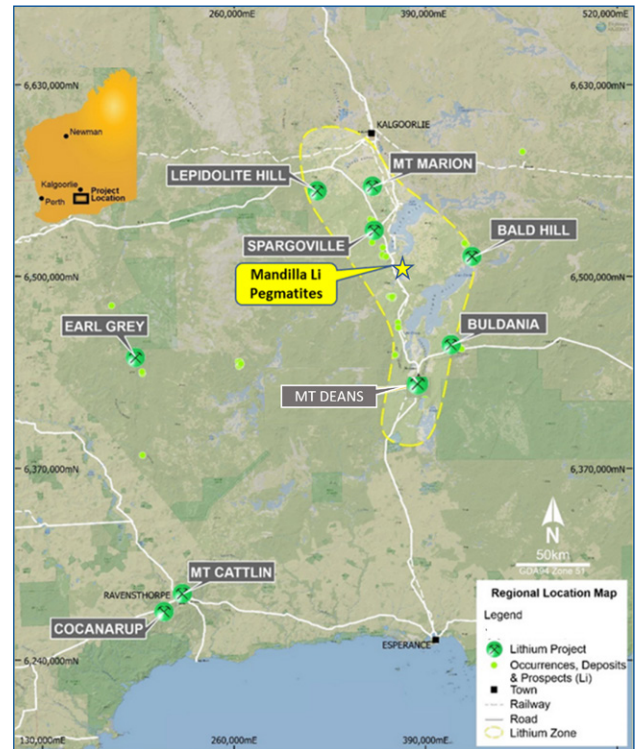 260,000mE
390,000mE
520,000mE
6,630,000mN
6,630,000mN
Newman
Kalgoorlie
Perth
Project
Location
KALGOORLIE
LEPIDOLITE HILL
MT MARION
SPARGOVILLE
BALD HILL
Mandilla Li
Pegmatites
6,500,000mN
6,500,000mN
EARL GREY
BULDANIA
MT DEANS
6,370,000mN
6,370,000mN
N
50km
GDA94 Zone 51
MT CATTLIN
RAVENSTHORPE
COCANARUP
ESPERANCE
6,240,000mN
Regional Location Map
Legend
Lithium Project
Occurrences, Deposits
& Prospects (Li)
Town
Railway
Road
Lithium Zone
130,000mE
260,000mE
390,000mE